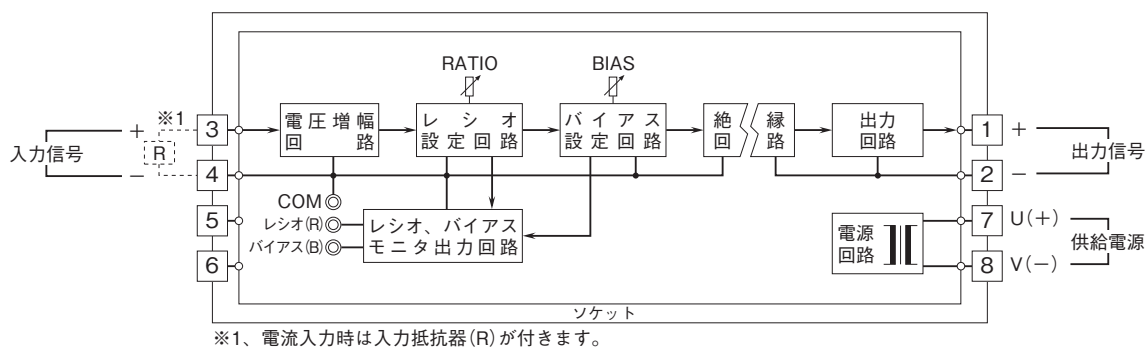 RATIO
BIAS
※1
3
電圧増幅
回路
レシオ
設定回路
バイアス
設定回路
絶縁
回路
出力
回路
1
+
+
入力信号
R
出力信号
−
4
2
−
COM
レシオ(R)
バイアス(B)
レシオ、バイアス
モニタ出力回路
5
6
電源
回路
7
U(+)
供給電源
8
V(−)
ソケット
※1、電流入力時は入力抵抗器(R)が付きます。